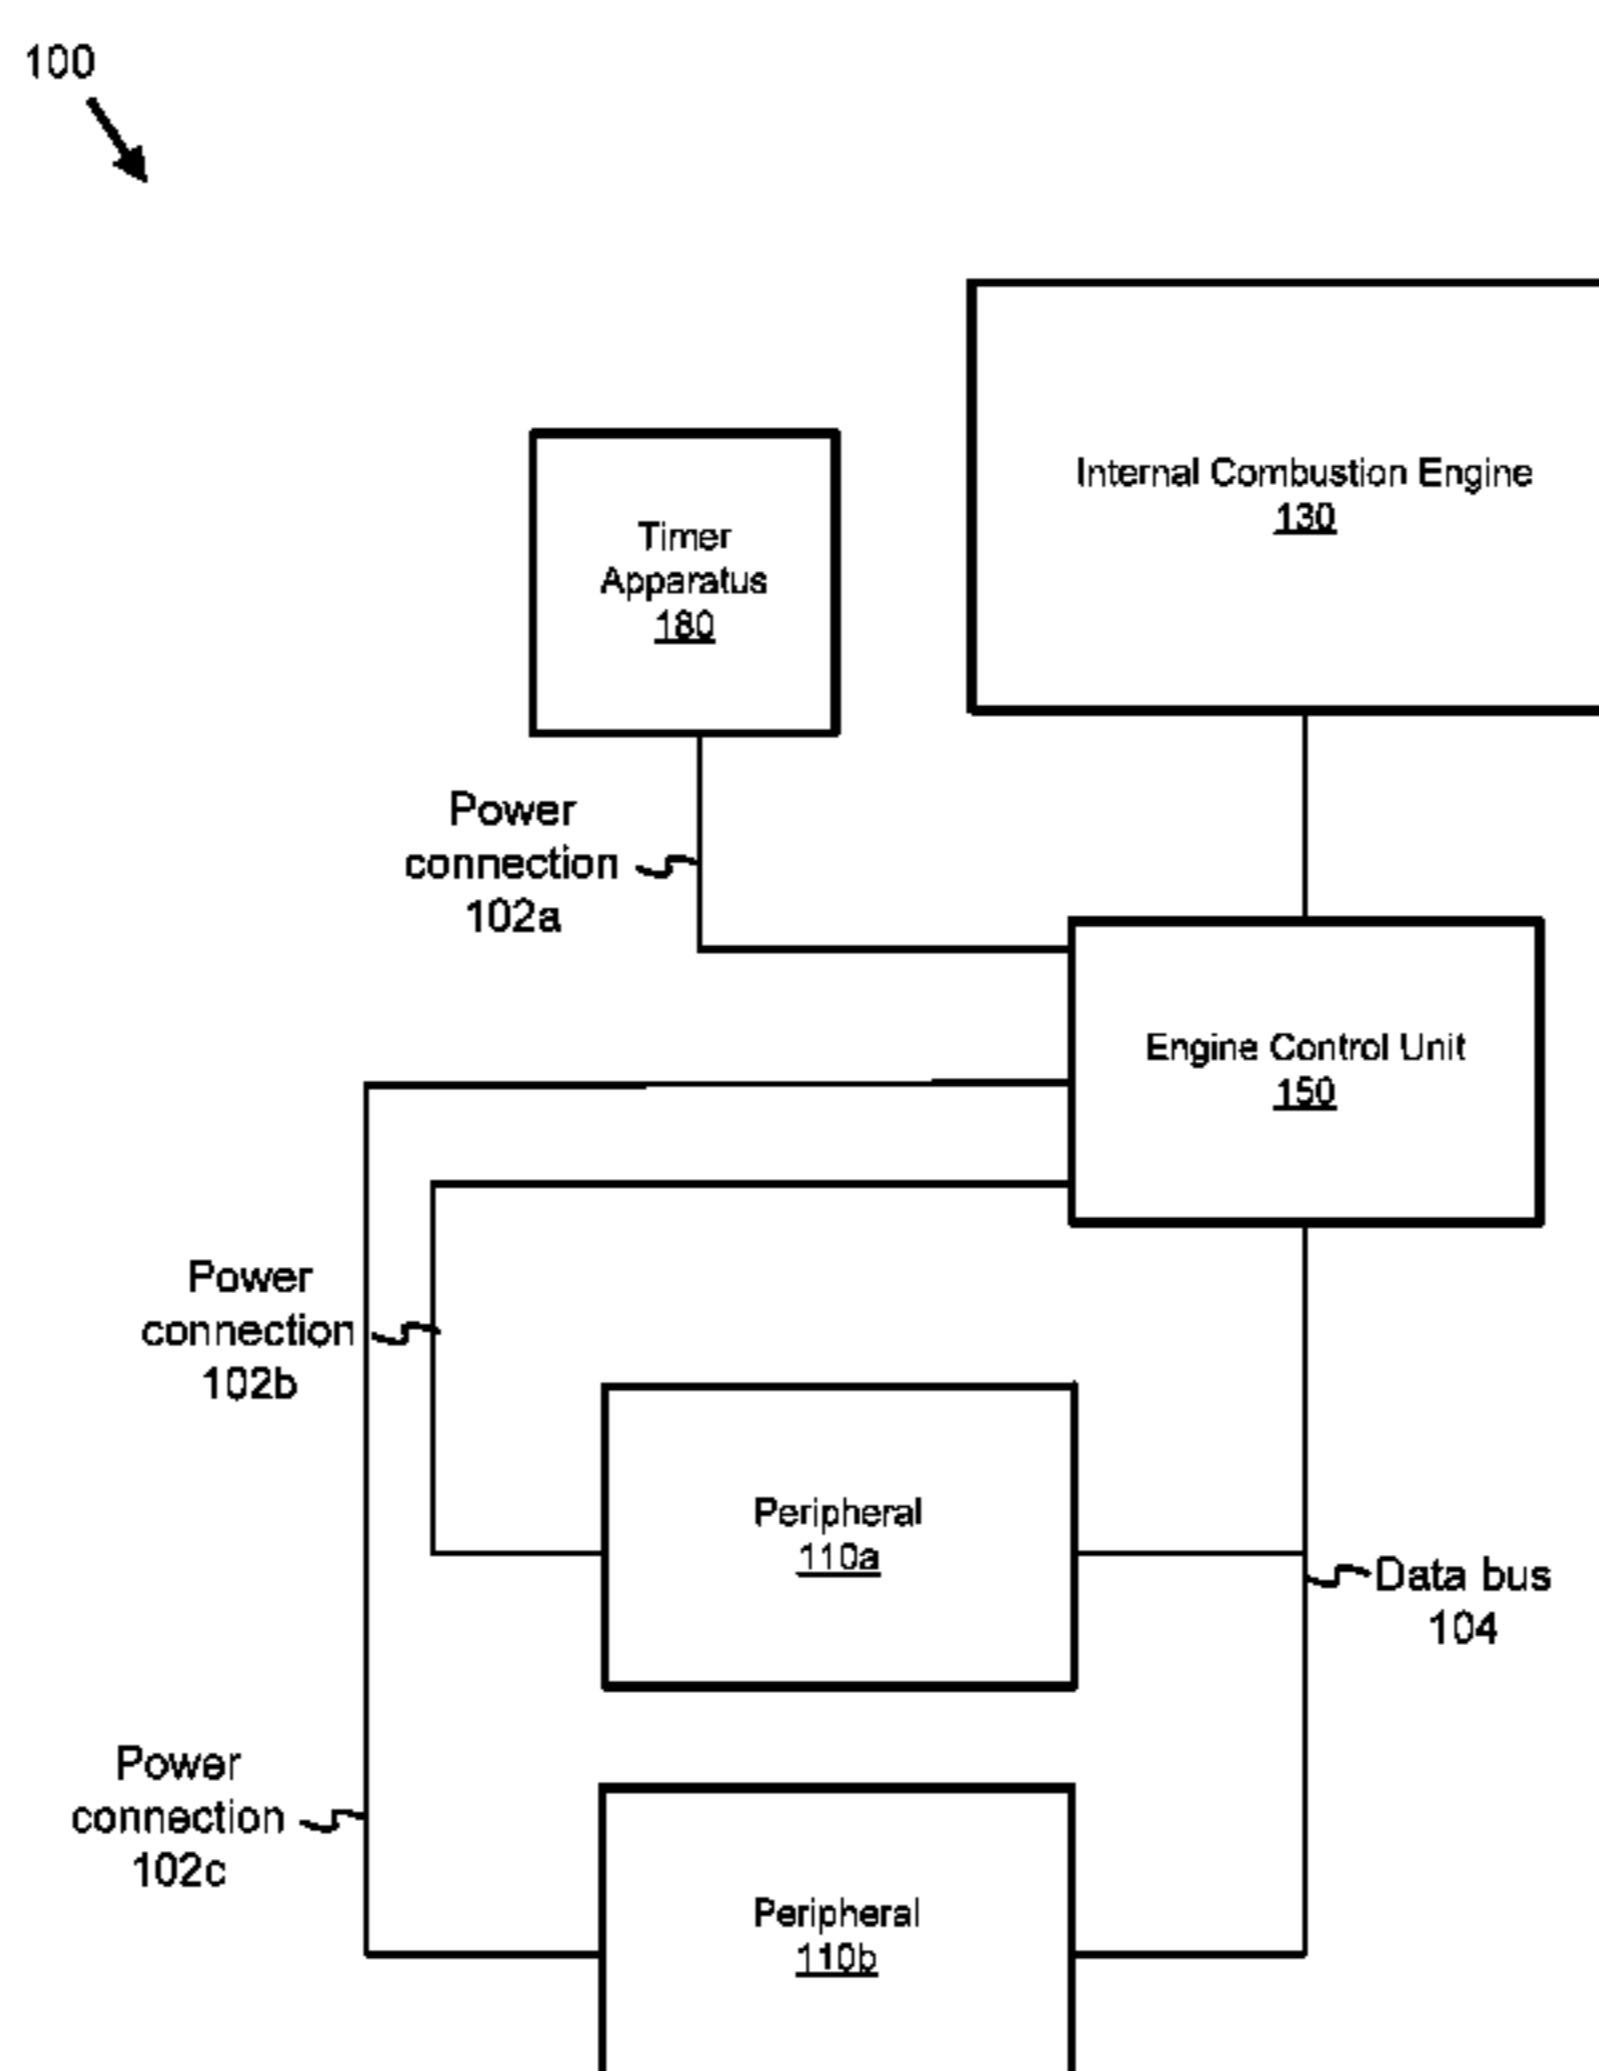 100
Internal Combustion Engine
130
Timer
Apparatus
180
Power
connection
102a
Engine Control Unit
150
Power
connection
102b
Peripheral
110a
Data bus
104
Power
connection
102c
Peripheral
110b